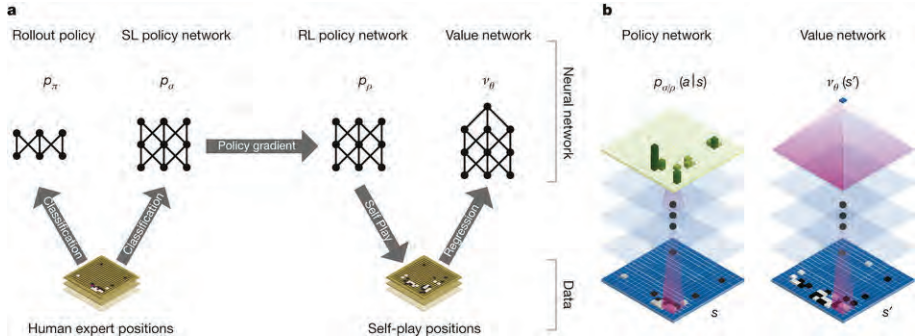 a
Rollout policy
SL policy network
RL policy network
Value network
pπ
pσ
pρ
vθ
Policy gradient
Classification
Classification
Self Play
Regression
Human expert positions
Self-play positions
Neural network
Data
b
Policy network
Value network
pσ/ρ (a|s)
vθ (s′)
s
s′